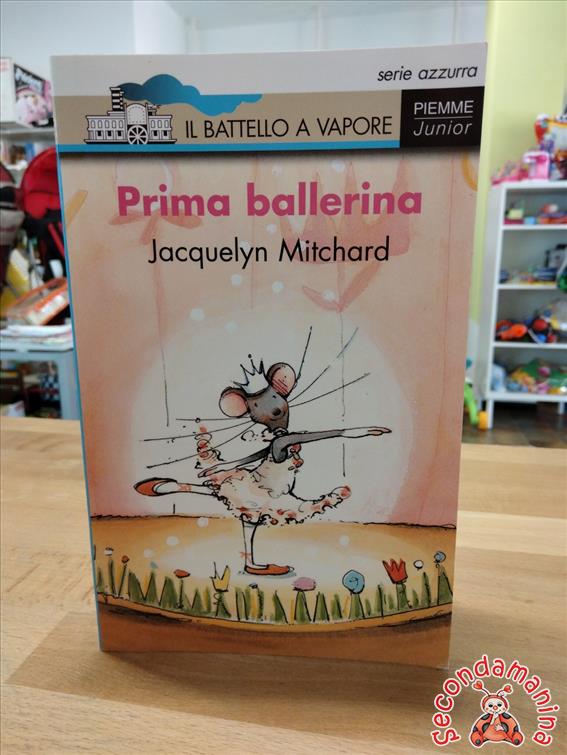 serie azzurra
IL BATTELLO A VAPORE
PIEMME
Junior
Prima ballerina
Jacquelyn Mitchard
Secondamanina